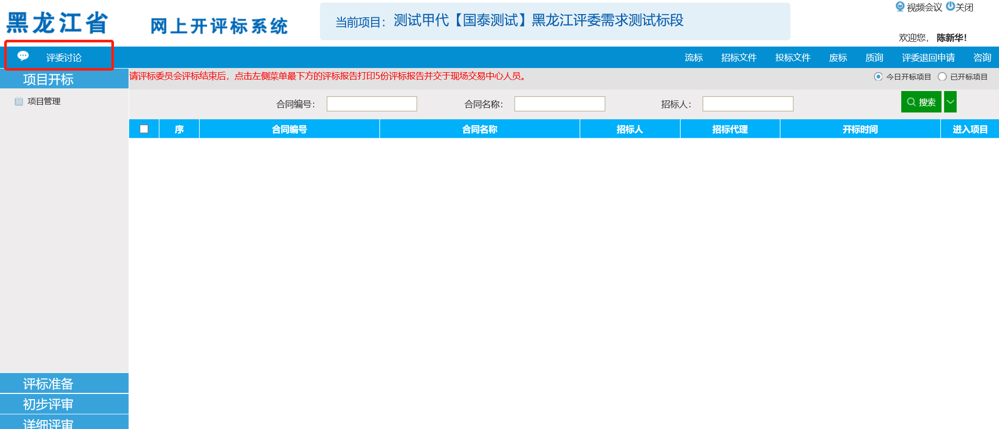 黑龙江省 网上开评标系统 当前项目：测试甲代【国泰测试】黑龙江评委需求测试标段
视频会议 关闭
欢迎您，陈新华！
评委讨论 流标 招标文件 投标文件 废标 质询 评委退回申请 咨询
项目开标
请评标委员会评标结束后，点击左侧菜单最下方的评标报告打印5份评标报告并交于现场交易中心人员。 今日开标项目 已开标项目
项目管理
合同编号： 合同名称： 招标人： 搜索
序 合同编号 合同名称 招标人 招标代理 开标时间 进入项目
评标准备
初步评审
详细评审